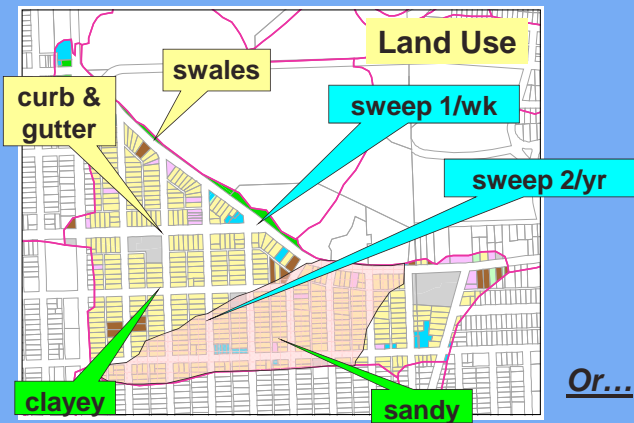 Land Use
swales
curb &
gutter
sweep 1/wk
sweep 2/yr
Or...
clayey
sandy